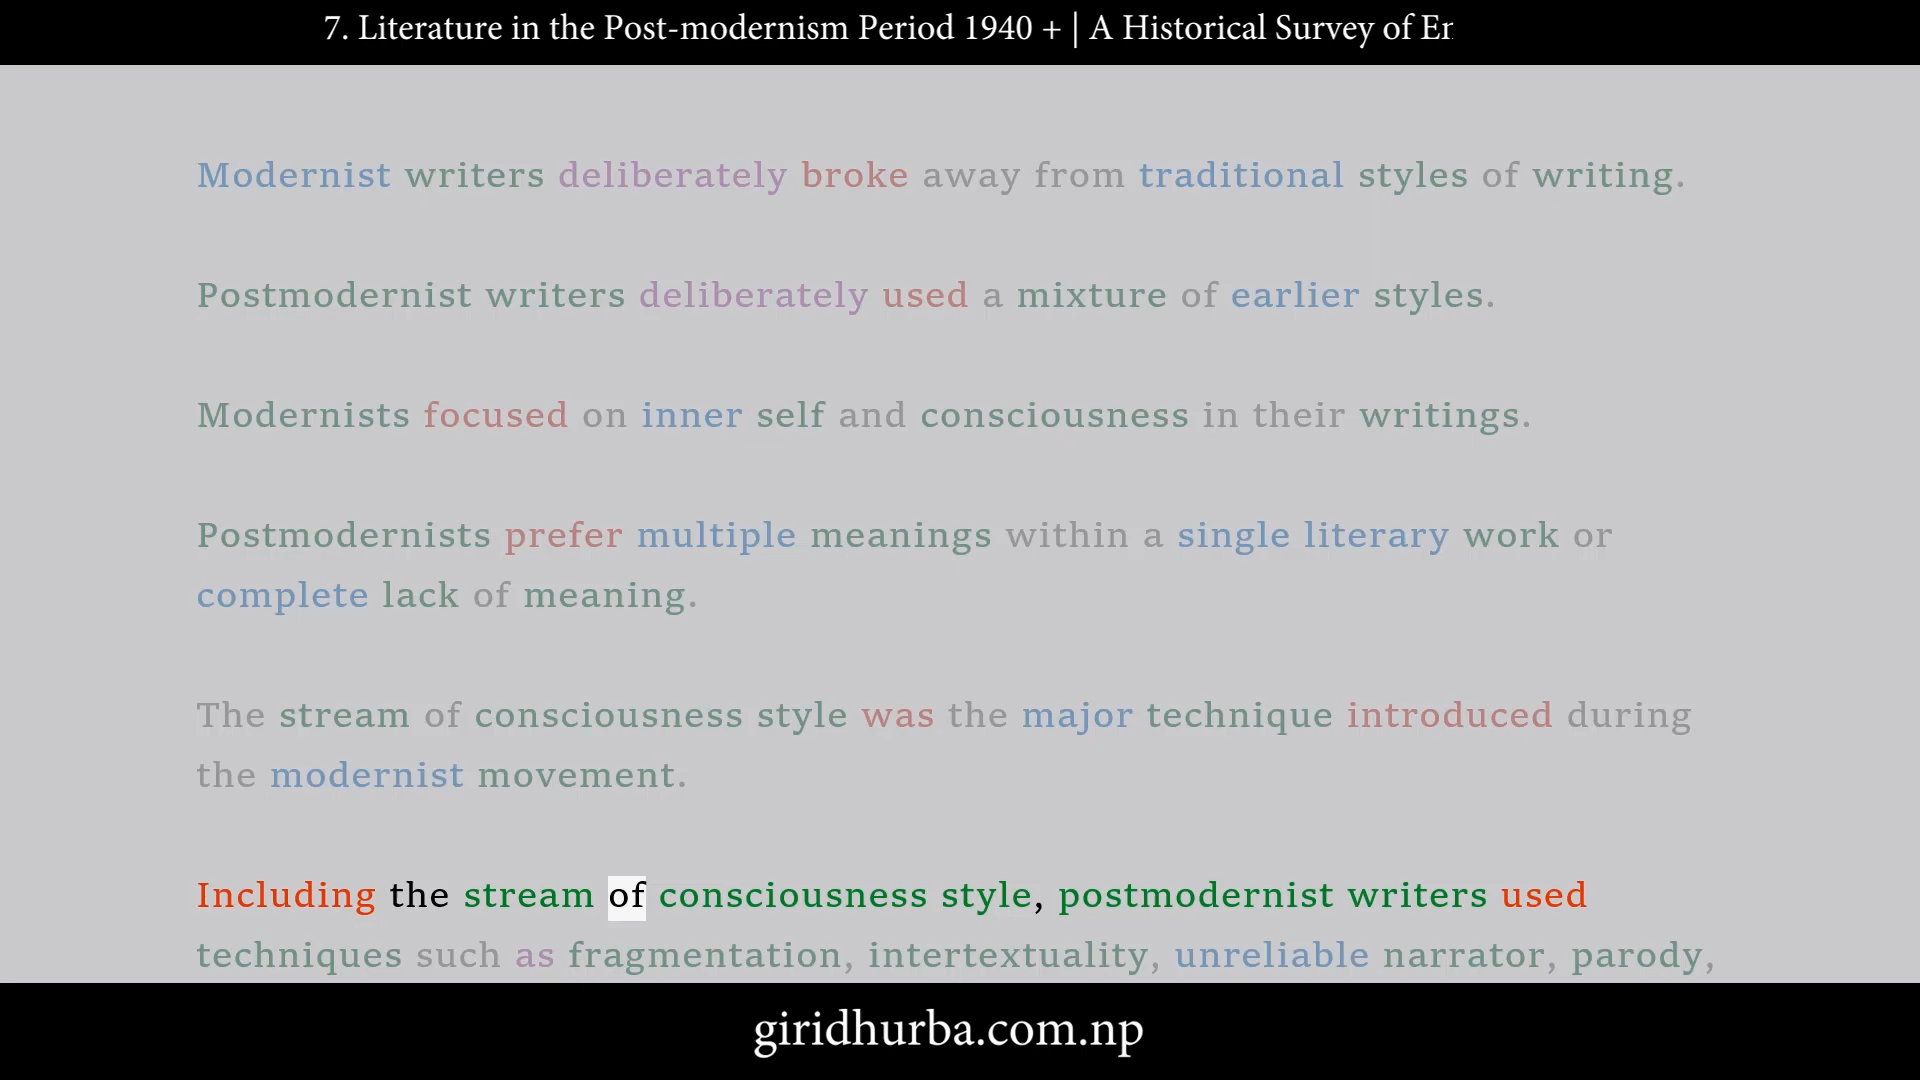 7. Literature in the Post-modernism Period 1940 + | A Historical Survey of En
Modernist writers deliberately broke away from traditional styles of writing.
Postmodernist writers deliberately used a mixture of earlier styles.
Modernists focused on inner self and consciousness in their writings.
Postmodernists prefer multiple meanings within a single literary work or
complete lack of meaning.
The stream of consciousness style was the major technique introduced during
the modernist movement.
Including the stream of consciousness style, postmodernist writers used
techniques such as fragmentation, intertextuality, unreliable narrator, parody,
giridhurba.com.np